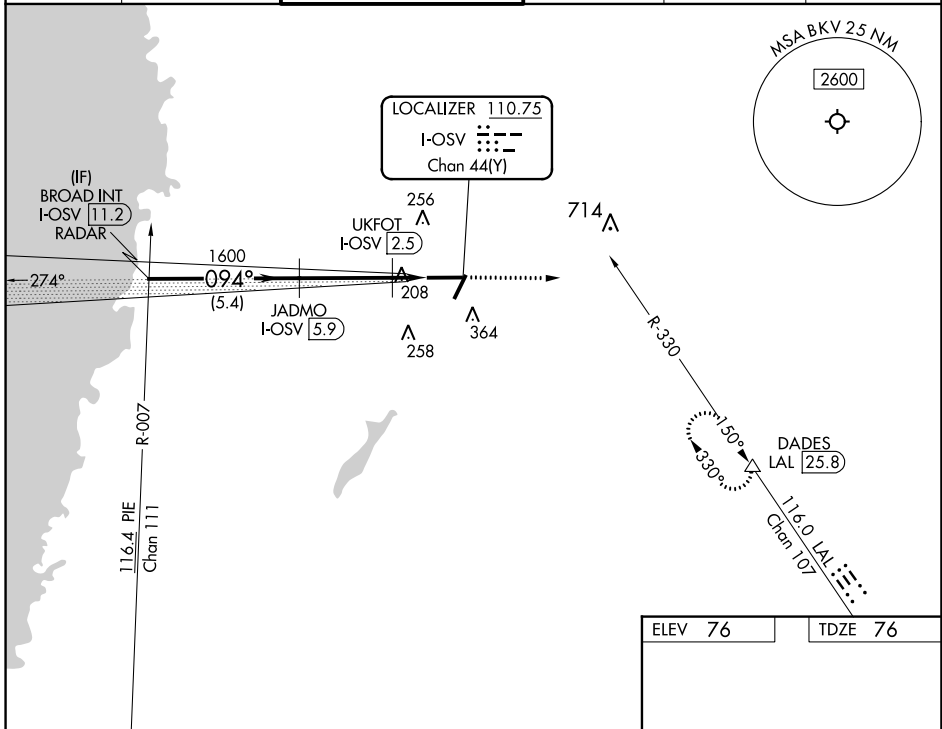 MSA BKV 25 NM
2600
LOCALIZER 110.75
I-OSV
Chan 44(Y)
(IF)
BROAD INT
I-OSV 11.2
RADAR
256
714
UKFOT
I-OSV 2.5
1600
274°
094°
(5.4)
208
JADMO
I-OSV 5.9
364
258
R-330
R-007
150°
330°
DADES
LAL 25.8
116.4 PIE
Chan 111
116.0 LAL
Chan 107
ELEV 76
TDZE 76